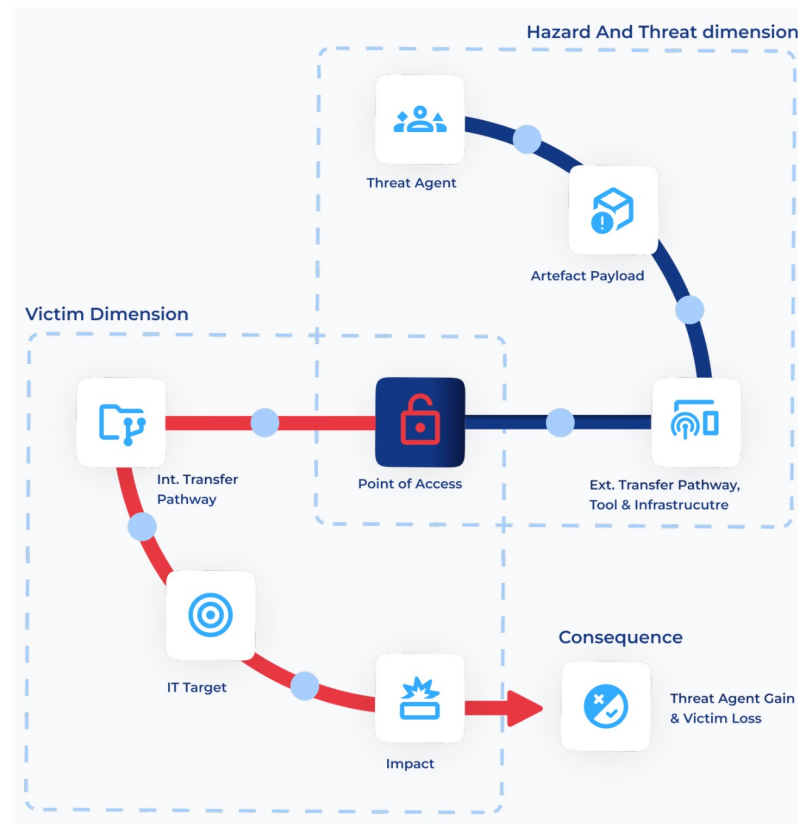 Hazard And Threat dimension
Threat Agent
Artefact Payload
Victim Dimension
Int. Transfer
Pathway
Point of Access
Ext. Transfer Pathway,
Tool & Infrastrucutre
IT Target
Impact
Consequence
Threat Agent Gain
& Victim Loss